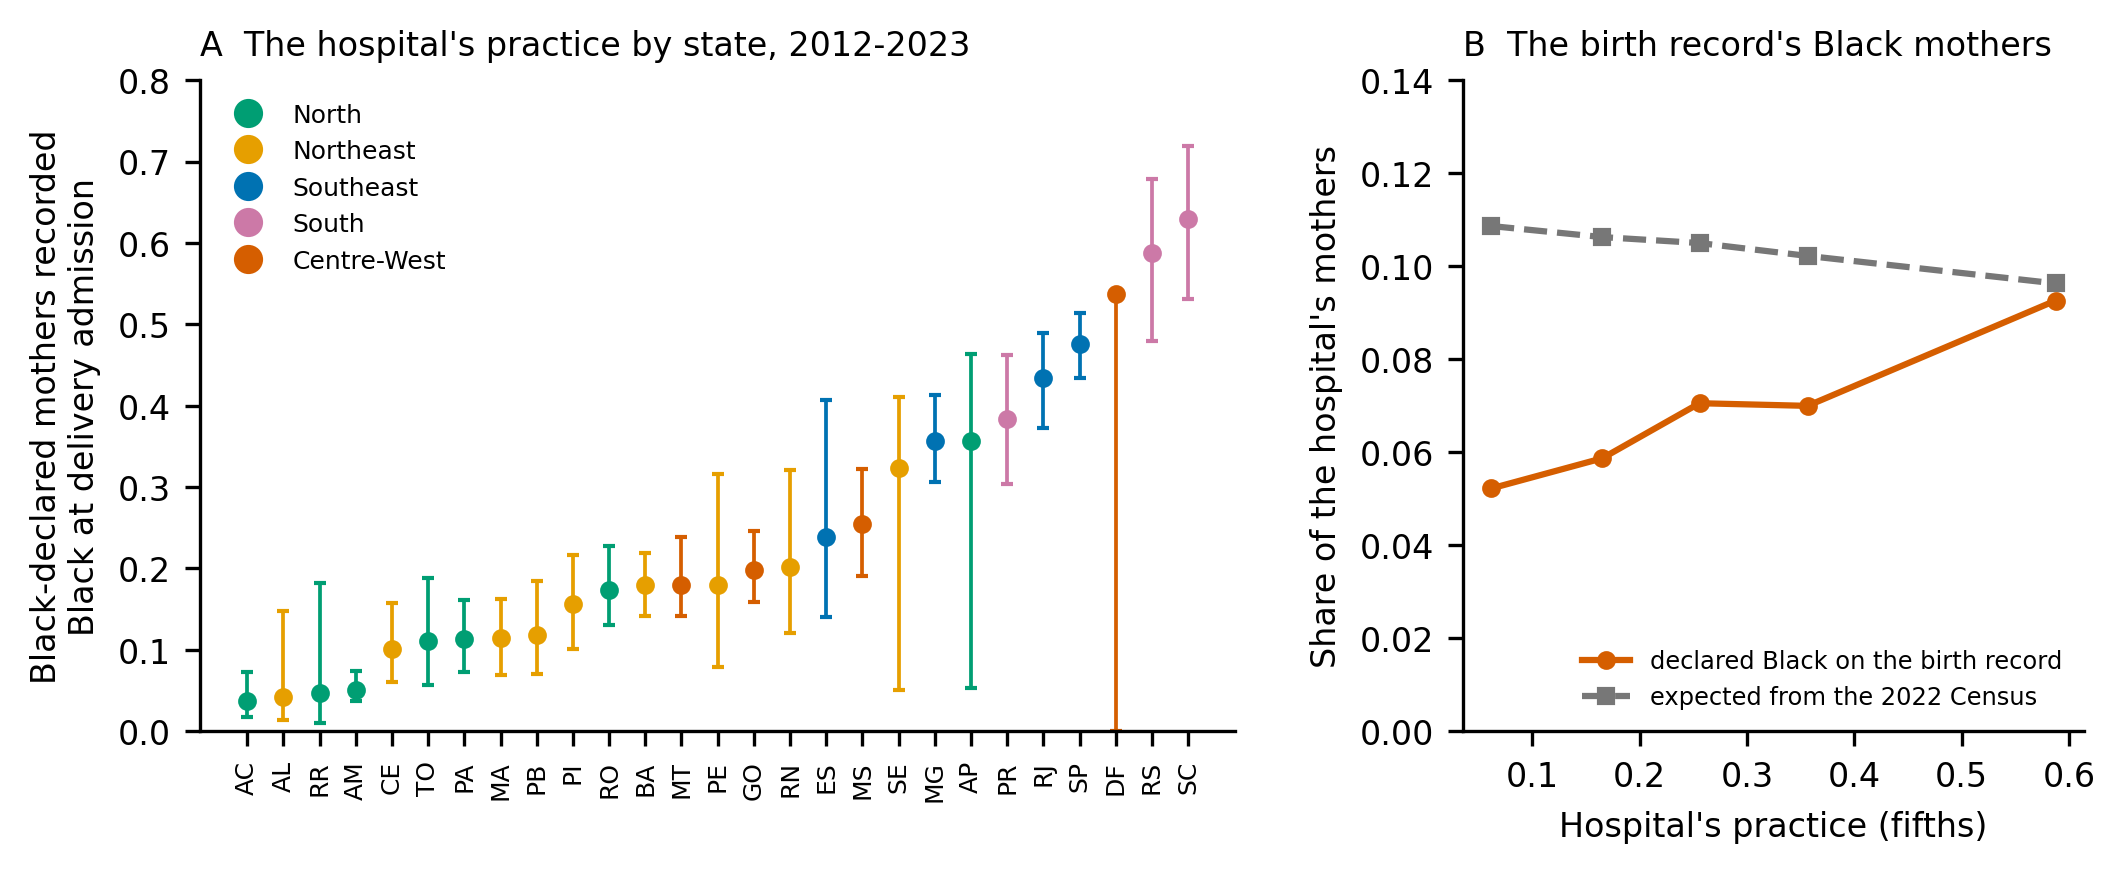 A  The hospital's practice by state, 2012-2023
Black-declared mothers recorded
Black at delivery admission
0.8
0.7
0.6
0.5
0.4
0.3
0.2
0.1
0.0
North
Northeast
Southeast
South
Centre-West
AC AL RR AM CE TO PA MA PB PI RO BA MT PE GO RN ES MS SE MG AP PR RJ SP DF RS SC
B  The birth record's Black mothers
Share of the hospital's mothers
0.14
0.12
0.10
0.08
0.06
0.04
0.02
0.00
declared Black on the birth record
expected from the 2022 Census
0.1 0.2 0.3 0.4 0.5 0.6
Hospital's practice (fifths)